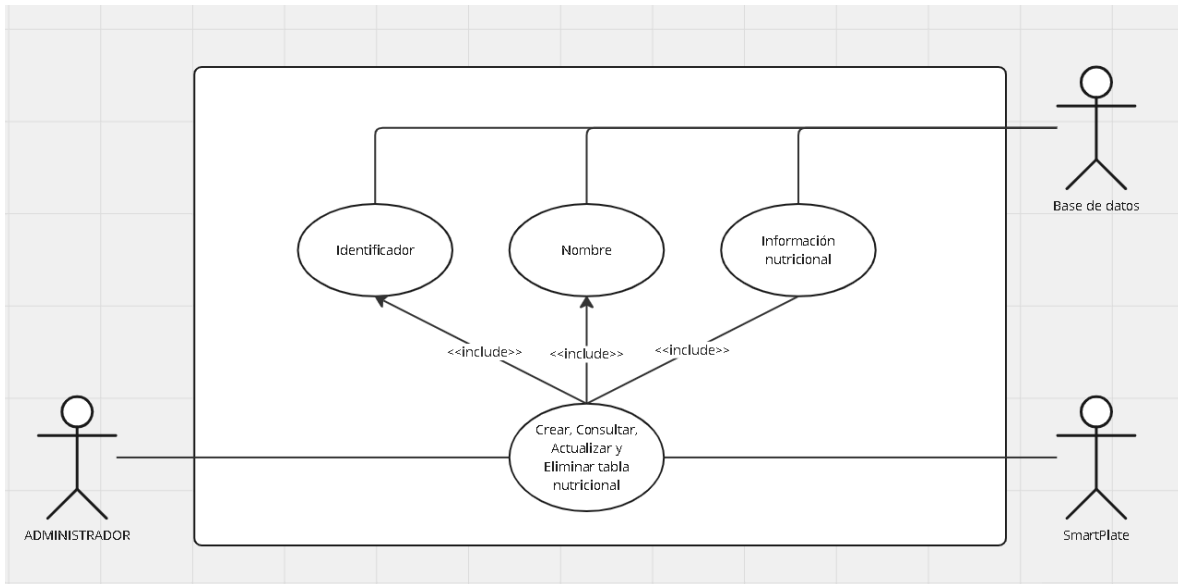 Base de datos
Identificador
Nombre
Información
nutricional
<<include>>
<<include>>
<<include>>
Crear, Consultar,
Actualizar y
Eliminar tabla
nutricional
ADMINISTRADOR
SmartPlate